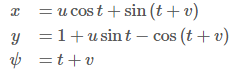 x = u cos t + sin (t + v)
y = 1 + u sin t − cos (t + v)
ψ = t + v